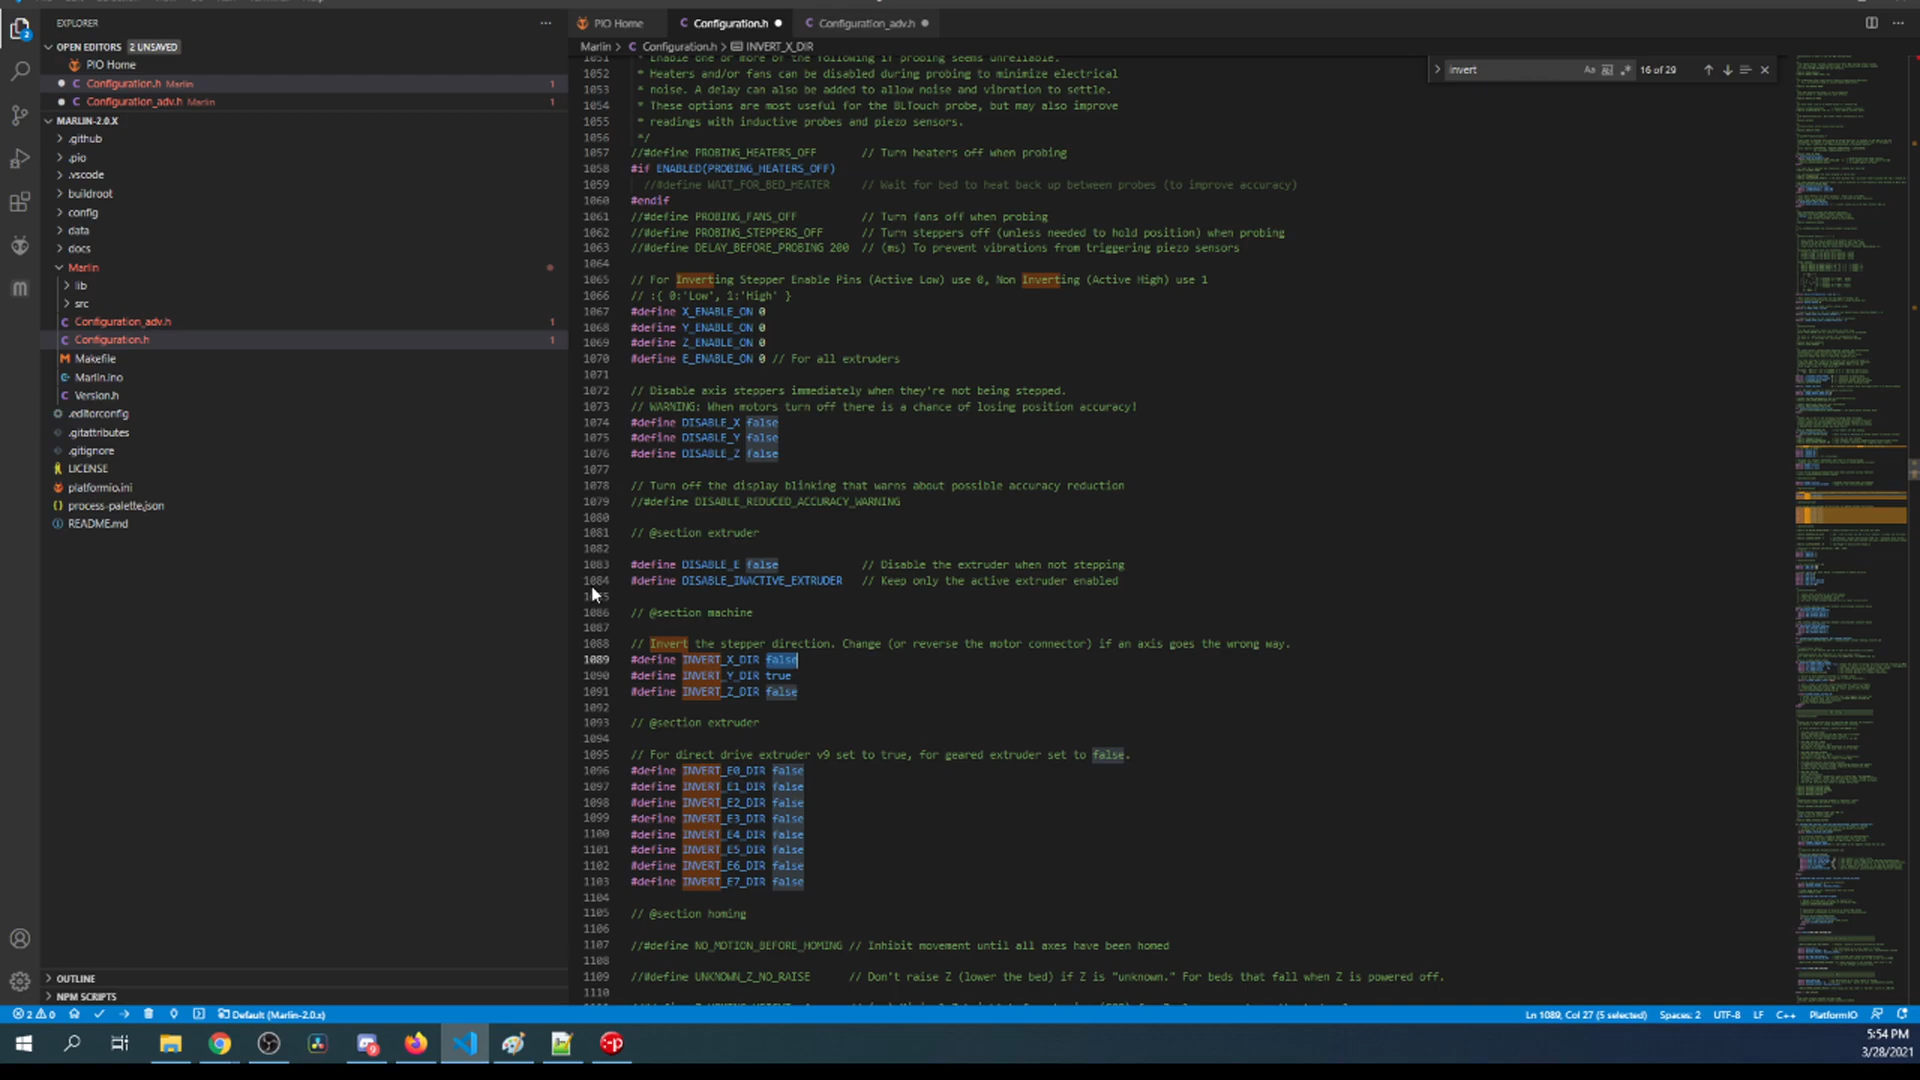 EXPLORER
OPEN EDITORS 2 UNSAVED
PIO Home
Configuration.h Marlin 1
Configuration_adv.h Marlin 1
MARLIN-2.0.X
.github
.pio
.vscode
buildroot
config
data
docs
Marlin
lib
src
Configuration_adv.h 1
Configuration.h 1
Makefile
Marlin.ino
Version.h
.editorconfig
.gitattributes
.gitignore
LICENSE
platformio.ini
process-palette.json
README.md
OUTLINE
NPM SCRIPTS
PIO Home
Configuration.h
Configuration_adv.h
Marlin > Configuration.h > INVERT_X_DIR
invert
16 of 29
1051 * Enable one or more of the following if probing seems unreliable.
1052 * Heaters and/or fans can be disabled during probing to minimize electrical
1053 * noise. A delay can also be added to allow noise and vibration to settle.
1054 * These options are most useful for the BLTouch probe, but may also improve
1055 * readings with inductive probes and piezo sensors.
1056 */
1057 //#define PROBING_HEATERS_OFF // Turn heaters off when probing
1058 #if ENABLED(PROBING_HEATERS_OFF)
1059 //#define WAIT_FOR_BED_HEATER // Wait for bed to heat back up between probes (to improve accuracy)
1060 #endif
1061 //#define PROBING_FANS_OFF // Turn fans off when probing
1062 //#define PROBING_STEPPERS_OFF // Turn steppers off (unless needed to hold position) when probing
1063 //#define DELAY_BEFORE_PROBING 200 // (ms) To prevent vibrations from triggering piezo sensors
1064
1065 // For Inverting Stepper Enable Pins (Active Low) use 0, Non Inverting (Active High) use 1
1066 // :{ 0:'Low', 1:'High' }
1067 #define X_ENABLE_ON 0
1068 #define Y_ENABLE_ON 0
1069 #define Z_ENABLE_ON 0
1070 #define E_ENABLE_ON 0 // For all extruders
1071
1072 // Disable axis steppers immediately when they're not being stepped.
1073 // WARNING: When motors turn off there is a chance of losing position accuracy!
1074 #define DISABLE_X false
1075 #define DISABLE_Y false
1076 #define DISABLE_Z false
1077
1078 // Turn off the display blinking that warns about possible accuracy reduction
1079 //#define DISABLE_REDUCED_ACCURACY_WARNING
1080
1081 // @section extruder
1082
1083 #define DISABLE_E false // Disable the extruder when not stepping
1084 #define DISABLE_INACTIVE_EXTRUDER // Keep only the active extruder enabled
1085
1086 // @section machine
1087
1088 // Invert the stepper direction. Change (or reverse the motor connector) if an axis goes the wrong way.
1089 #define INVERT_X_DIR false
1090 #define INVERT_Y_DIR true
1091 #define INVERT_Z_DIR false
1092
1093 // @section extruder
1094
1095 // For direct drive extruder v9 set to true, for geared extruder set to false.
1096 #define INVERT_E0_DIR false
1097 #define INVERT_E1_DIR false
1098 #define INVERT_E2_DIR false
1099 #define INVERT_E3_DIR false
1100 #define INVERT_E4_DIR false
1101 #define INVERT_E5_DIR false
1102 #define INVERT_E6_DIR false
1103 #define INVERT_E7_DIR false
1104
1105 // @section homing
1106
1107 //#define NO_MOTION_BEFORE_HOMING // Inhibit movement until all axes have been homed
1108
1109 //#define UNKNOWN_Z_NO_RAISE // Don't raise Z (lower the bed) if Z is "unknown." For beds that fall when Z is powered off.
1110
2 0 Default (Marlin-2.0.x)
Ln 1089, Col 27 (5 selected) Spaces: 2 UTF-8 LF C++ PlatformIO
5:54 PM
3/28/2021